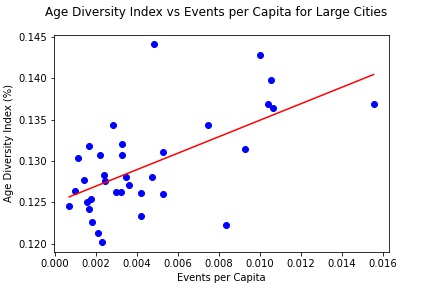 Age Diversity Index vs Events per Capita for Large Cities
0.145
0.140
0.135
0.130
0.125
0.120
Age Diversity Index (%)
0.000 0.002 0.004 0.006 0.008 0.010 0.012 0.014 0.016
Events per Capita